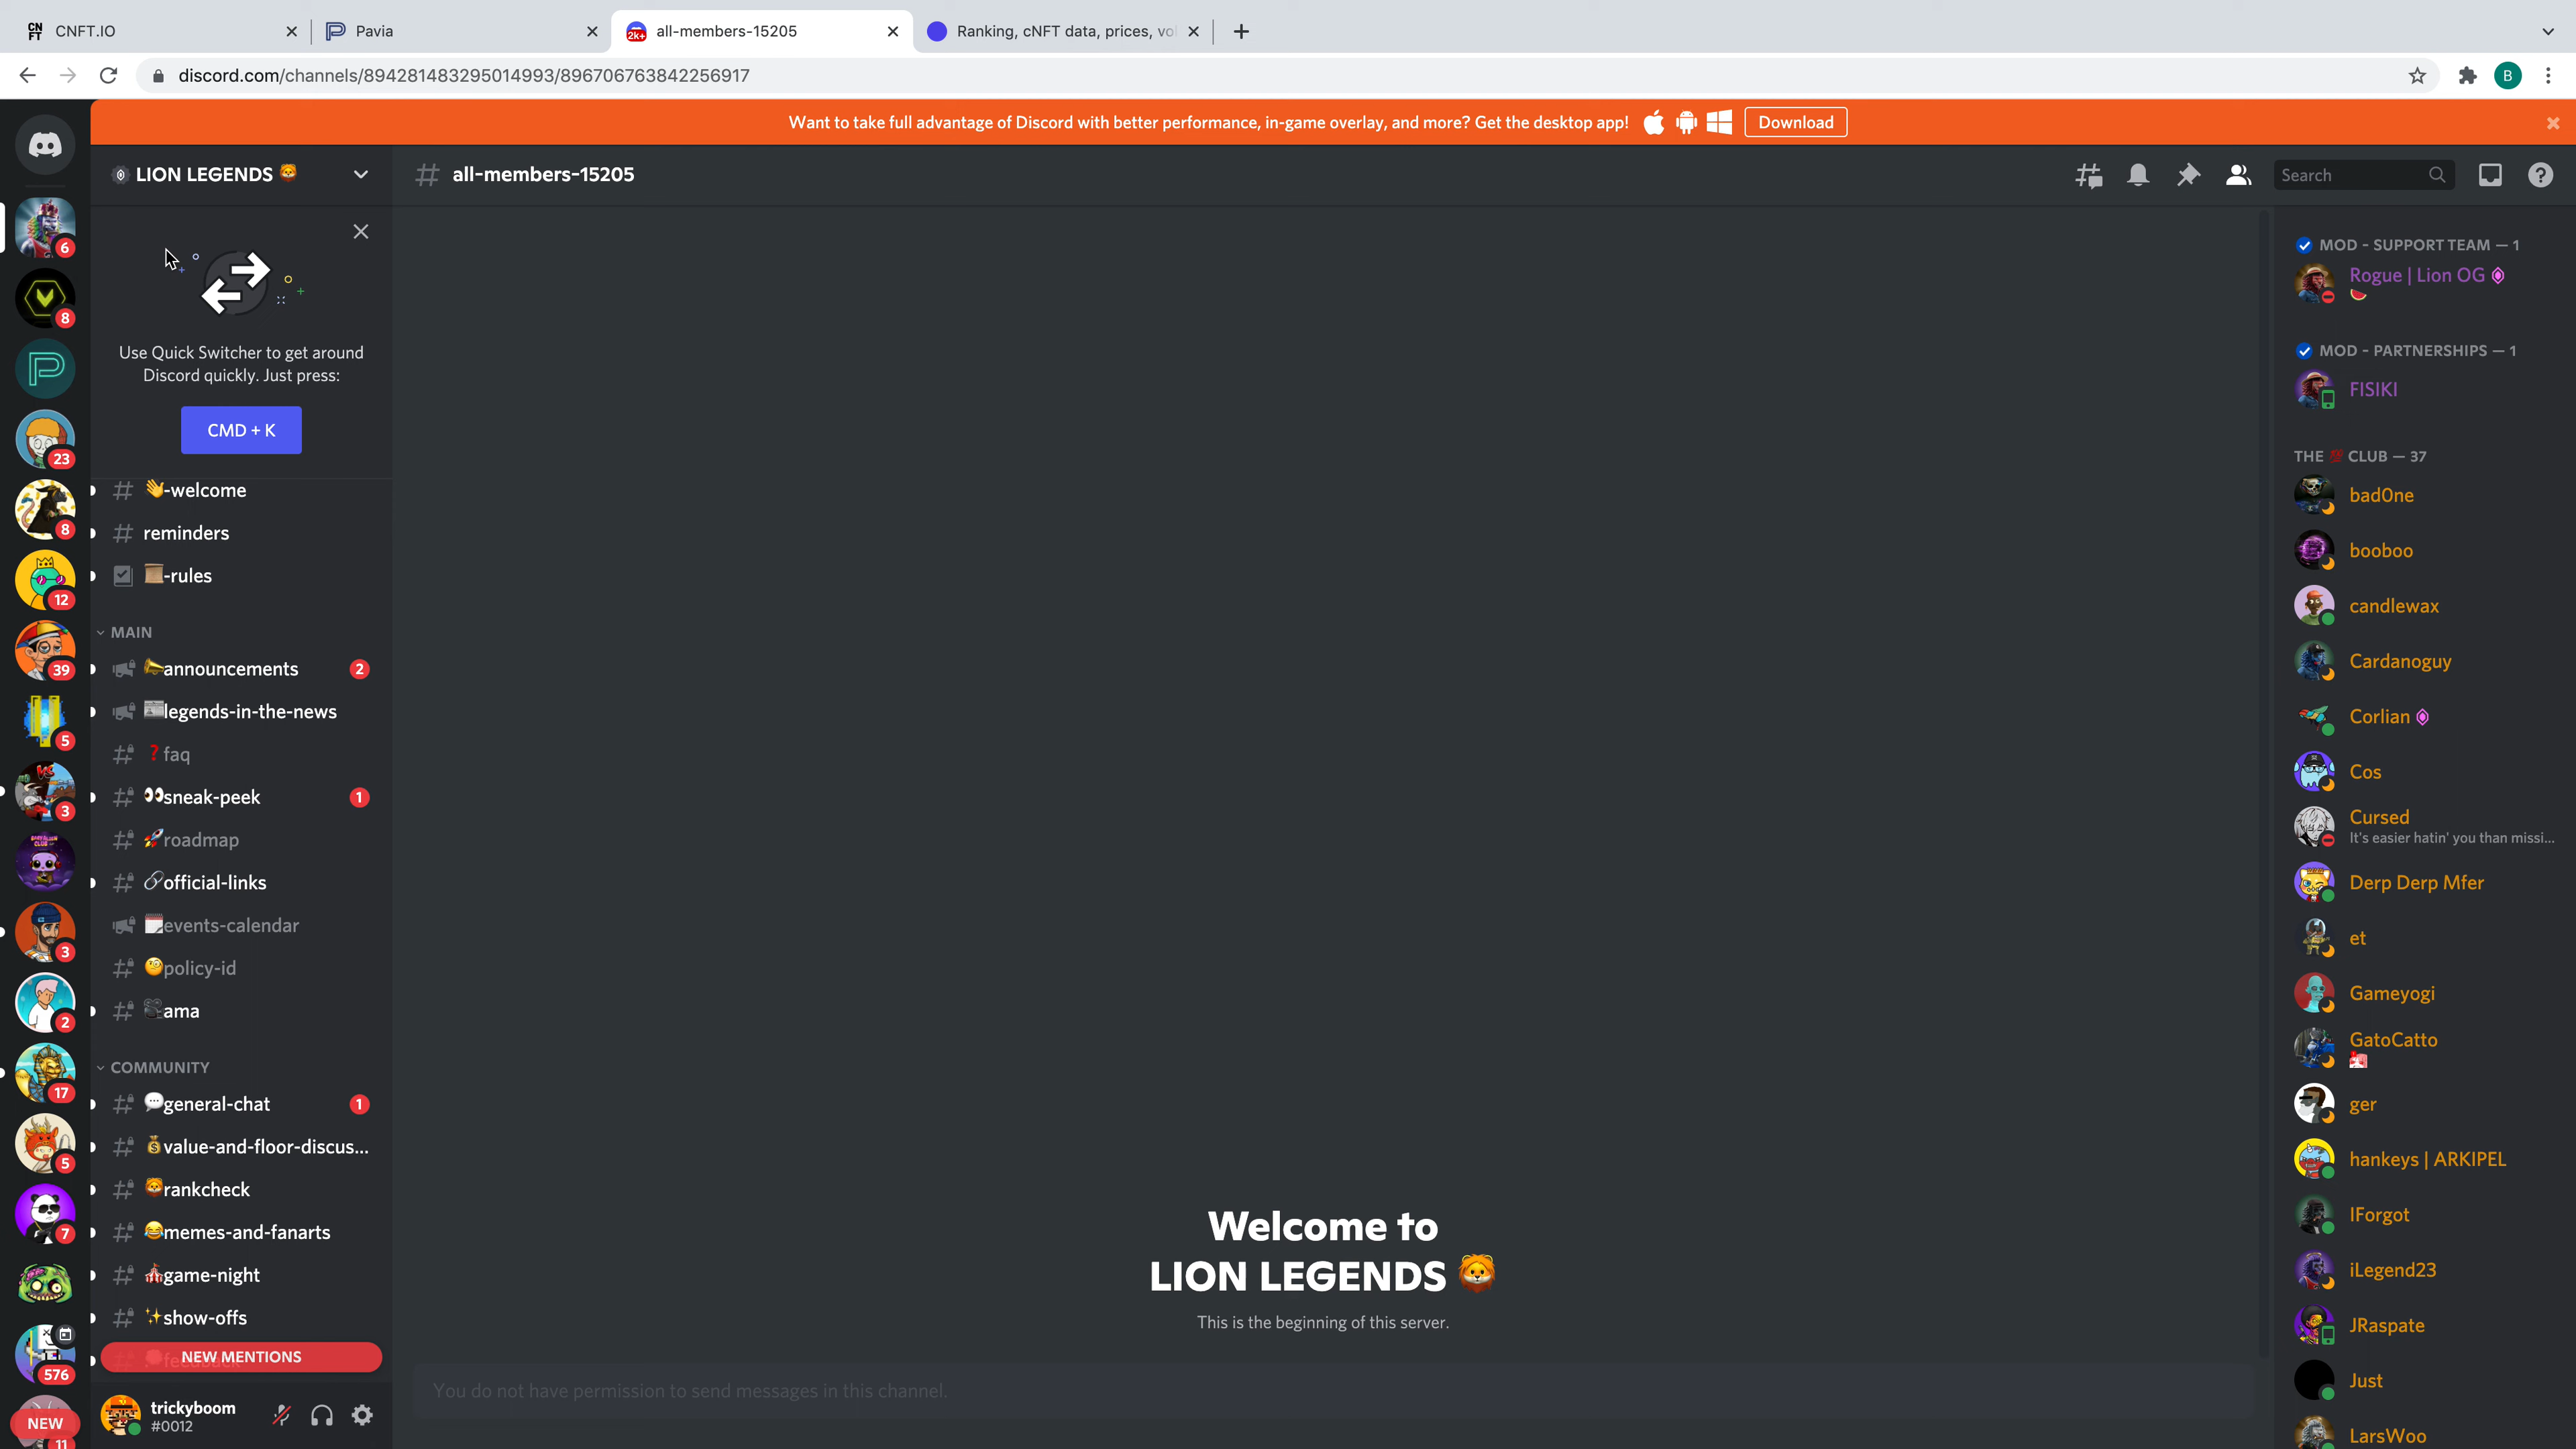 CNFT.IO
Pavia
all-members-15205
Ranking, cNFT data, prices, vo
discord.com/channels/894281483295014993/896706763842256917
B
Want to take full advantage of Discord with better performance, in-game overlay, and more? Get the desktop app!
Download
LION LEGENDS 🦁
all-members-15205
Search
Use Quick Switcher to get around
Discord quickly. Just press:
CMD + K
👋-welcome
reminders
📜-rules
MAIN
📣announcements 2
📰legends-in-the-news
❓faq
👀sneak-peek 1
🚀roadmap
🔗official-links
🗓events-calendar
🧐policy-id
🎥ama
COMMUNITY
💬general-chat 1
💰value-and-floor-discus...
🦁rankcheck
😂memes-and-fanarts
🎪game-night
✨show-offs
NEW MENTIONS
trickyboom
#0012
6
8
23
8
12
39
5
3
3
2
17
5
7
576
NEW
11
Welcome to
LION LEGENDS 🦁
This is the beginning of this server.
You do not have permission to send messages in this channel.
MOD - SUPPORT TEAM — 1
Rogue | Lion OG
🍉
MOD - PARTNERSHIPS — 1
FISIKI
THE 💯 CLUB — 37
bad0ne
booboo
candlewax
Cardanoguy
Corlian
Cos
Cursed
It's easier hatin' you than missi...
Derp Derp Mfer
et
Gameyogi
GatoCatto
ger
hankeys | ARKIPEL
IForgot
iLegend23
JRaspate
Just
LarsWoo